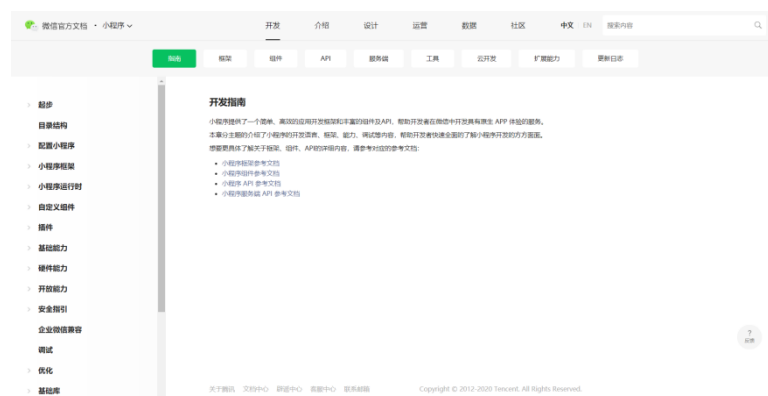 微信官方文档 · 小程序
开发 介绍 设计 运营 数据 社区 中文 EN 搜索内容
指南 框架 组件 API 服务端 工具 云开发 扩展能力 更新日志
起步
目录结构
配置小程序
小程序框架
小程序运行时
自定义组件
插件
基础能力
硬件能力
开放能力
安全指引
企业微信兼容
调试
优化
基础库
开发指南
小程序提供了一个简单、高效的应用开发框架和丰富的组件及API，帮助开发者在微信中开发具有原生 APP 体验的服务。
本章分主题的介绍了小程序的开发语言、框架、能力、调试等内容，帮助开发者快速全面的了解小程序开发的方方面面。
想要更具体了解关于框架、组件、API的详细内容，请参考对应的参考文档：
小程序框架参考文档
小程序组件参考文档
小程序 API 参考文档
小程序服务端 API 参考文档
? 反馈
关于腾讯 文档中心 辟谣中心 客服中心 联系邮箱 Copyright © 2012-2020 Tencent. All Rights Reserved.